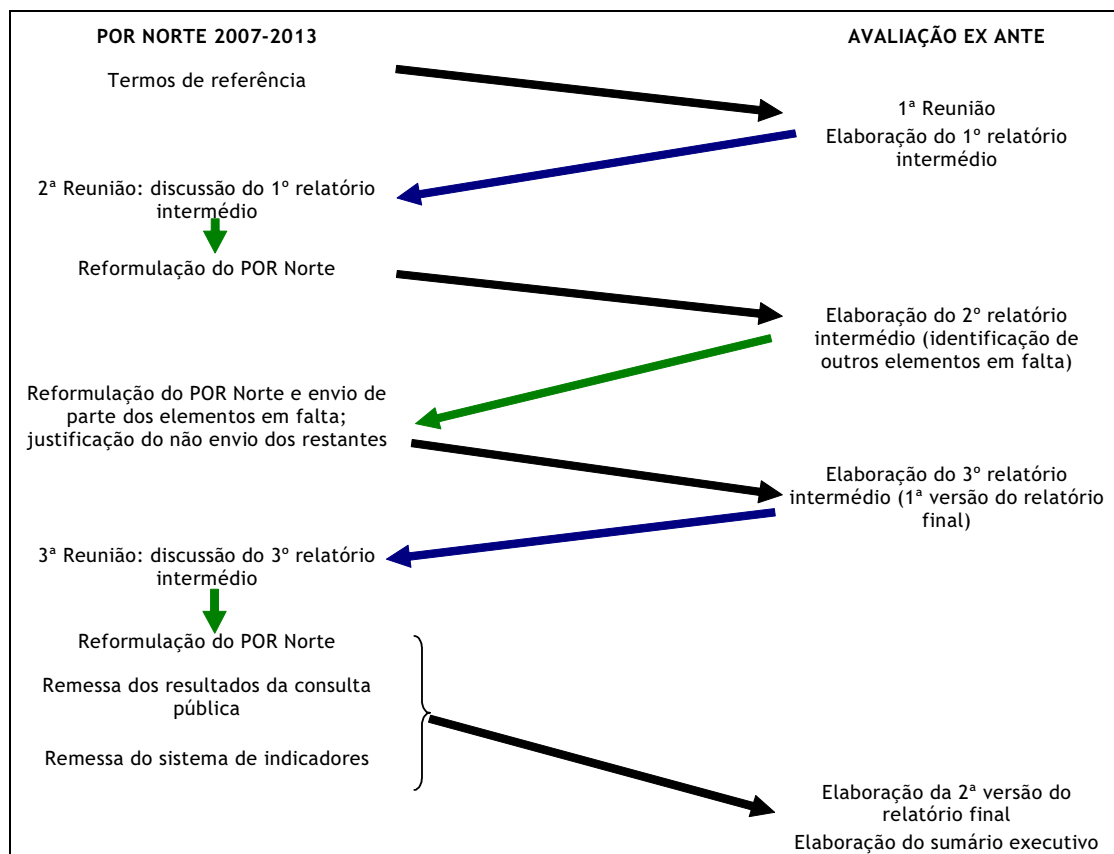 POR NORTE 2007-2013
AVALIAÇÃO EX ANTE
Termos de referência
1ª Reunião
Elaboração do 1º relatório
intermédio
2ª Reunião: discussão do 1º relatório
intermédio
Reformulação do POR Norte
Elaboração do 2º relatório
intermédio (identificação de
outros elementos em falta)
Reformulação do POR Norte e envio de
parte dos elementos em falta;
justificação do não envio dos restantes
Elaboração do 3º relatório
intermédio (1ª versão do relatório
final)
3ª Reunião: discussão do 3º relatório
intermédio
Reformulação do POR Norte
Remessa dos resultados da consulta
pública
Remessa do sistema de indicadores
Elaboração da 2ª versão do
relatório final
Elaboração do sumário executivo